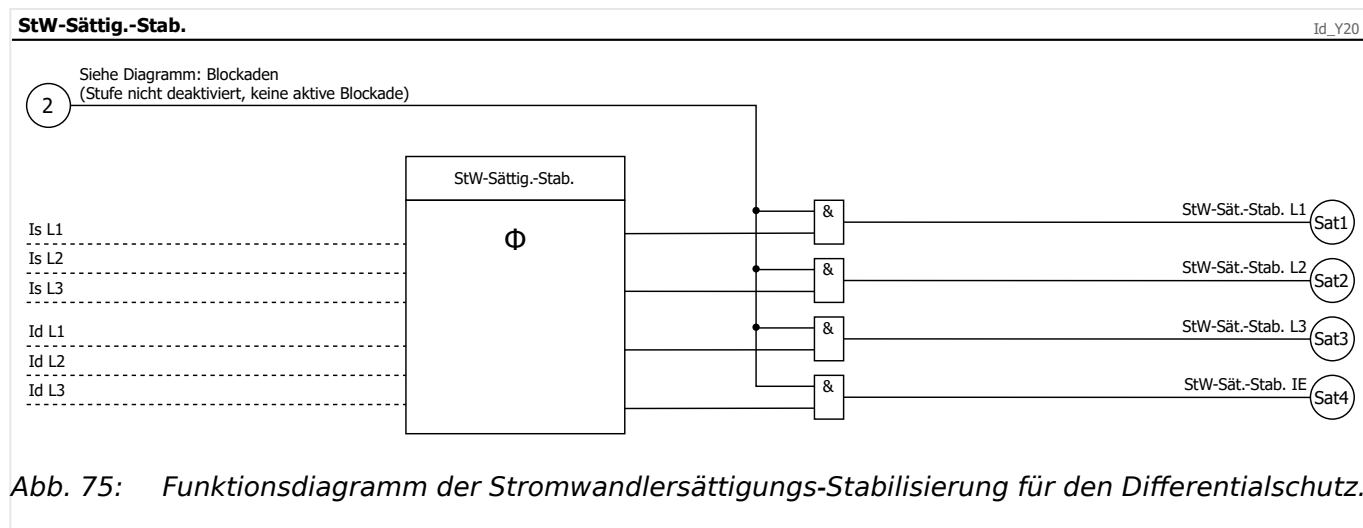 StW-Sättig.-Stab.
Id_Y20
Siehe Diagramm: Blockaden
(Stufe nicht deaktiviert, keine aktive Blockade)
2
StW-Sättig.-Stab.
Φ
Is L1
Is L2
Is L3
Id L1
Id L2
Id L3
&
StW-Sät.-Stab. L1
Sat1
&
StW-Sät.-Stab. L2
Sat2
&
StW-Sät.-Stab. L3
Sat3
&
StW-Sät.-Stab. IE
Sat4
Abb. 75: Funktionsdiagramm der Stromwandlersättigungs-Stabilisierung für den Differentialschutz.